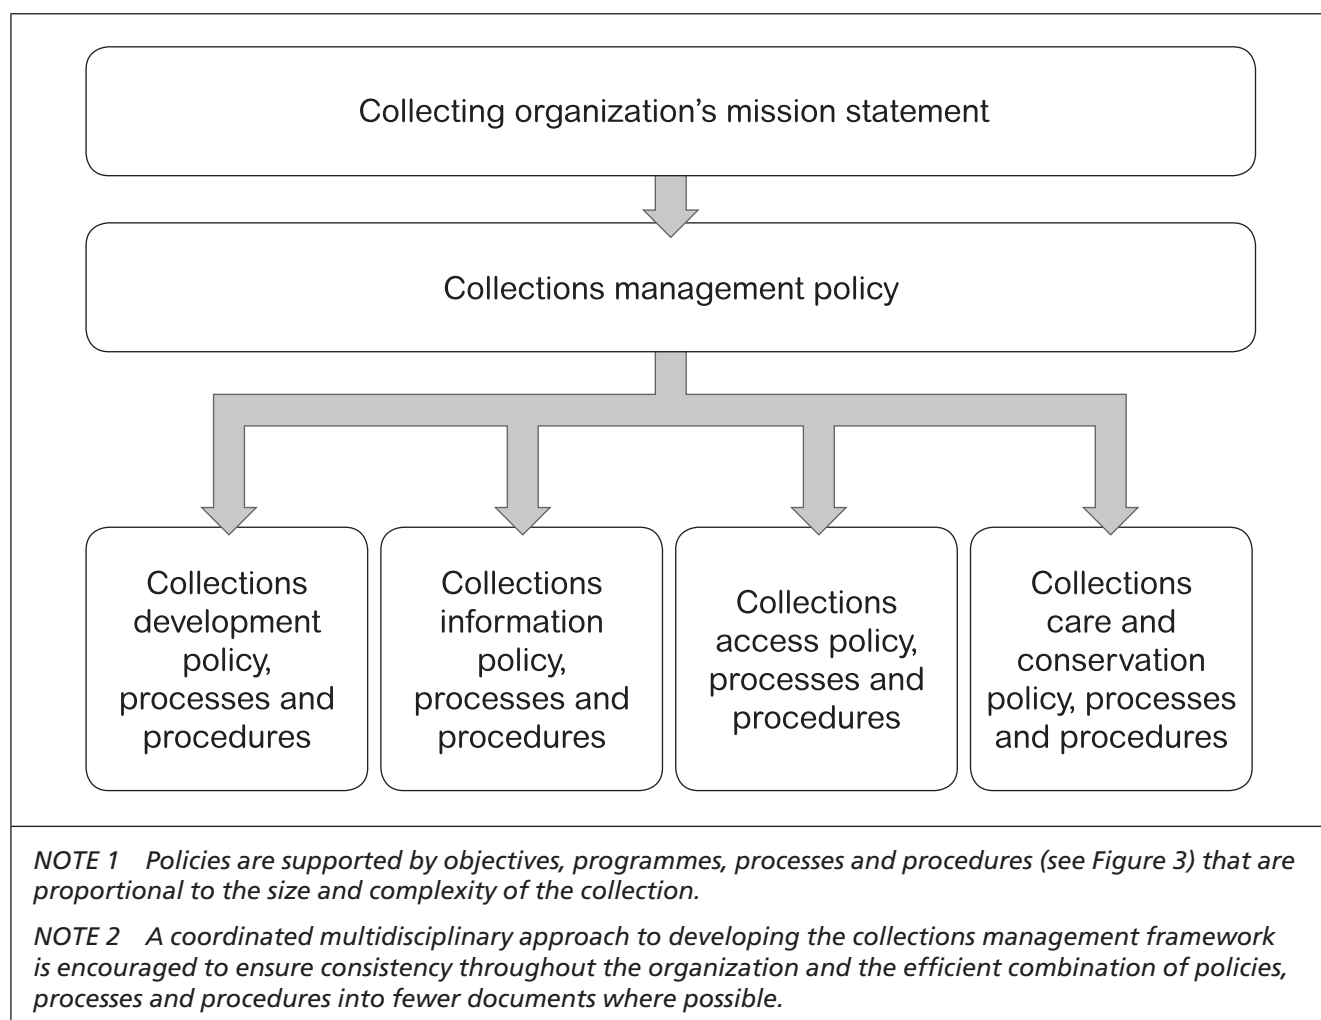 Collecting organization’s mission statement
Collections management policy
Collections
development
policy,
processes and
procedures
Collections
information
policy,
processes and
procedures
Collections
access policy,
processes and
procedures
Collections
care and
conservation
policy, processes
and procedures
NOTE 1 Policies are supported by objectives, programmes, processes and procedures (see Figure 3) that are
proportional to the size and complexity of the collection.
NOTE 2 A coordinated multidisciplinary approach to developing the collections management framework
is encouraged to ensure consistency throughout the organization and the efficient combination of policies,
processes and procedures into fewer documents where possible.